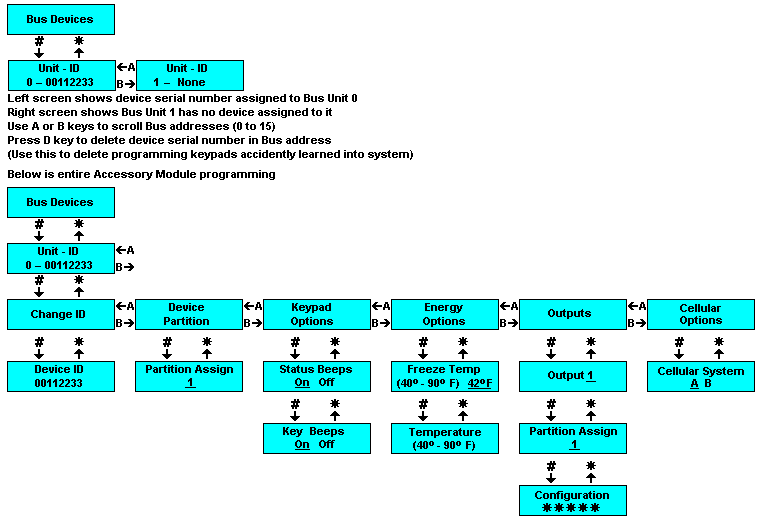 Bus Devices
# ✶
Unit - ID
0 – 00112233
←A
B→
Unit - ID
1 – None
Left screen shows device serial number assigned to Bus Unit 0
Right screen shows Bus Unit 1 has no device assigned to it
Use A or B keys to scroll Bus addresses (0 to 15)
Press D key to delete device serial number in Bus address
(Use this to delete programming keypads accidently learned into system)
Below is entire Accessory Module programming
Bus Devices
# ✶
Unit - ID
0 – 00112233
←A
B→
# ✶
Change ID
←A
B→
Device
Partition
←A
B→
Keypad
Options
←A
B→
Energy
Options
←A
B→
Outputs
←A
B→
Cellular
Options
# ✶ # ✶ # ✶ # ✶ # ✶ # ✶
Device ID
00112233
Partition Assign
1
Status Beeps
On Off
Freeze Temp
(40º - 90º F) 42ºF
Output 1
Cellular System
A B
# ✶ # ✶ # ✶
Key Beeps
On Off
Temperature
(40º - 90º F)
Partition Assign
1
# ✶
Configuration
✶✶✶✶✶